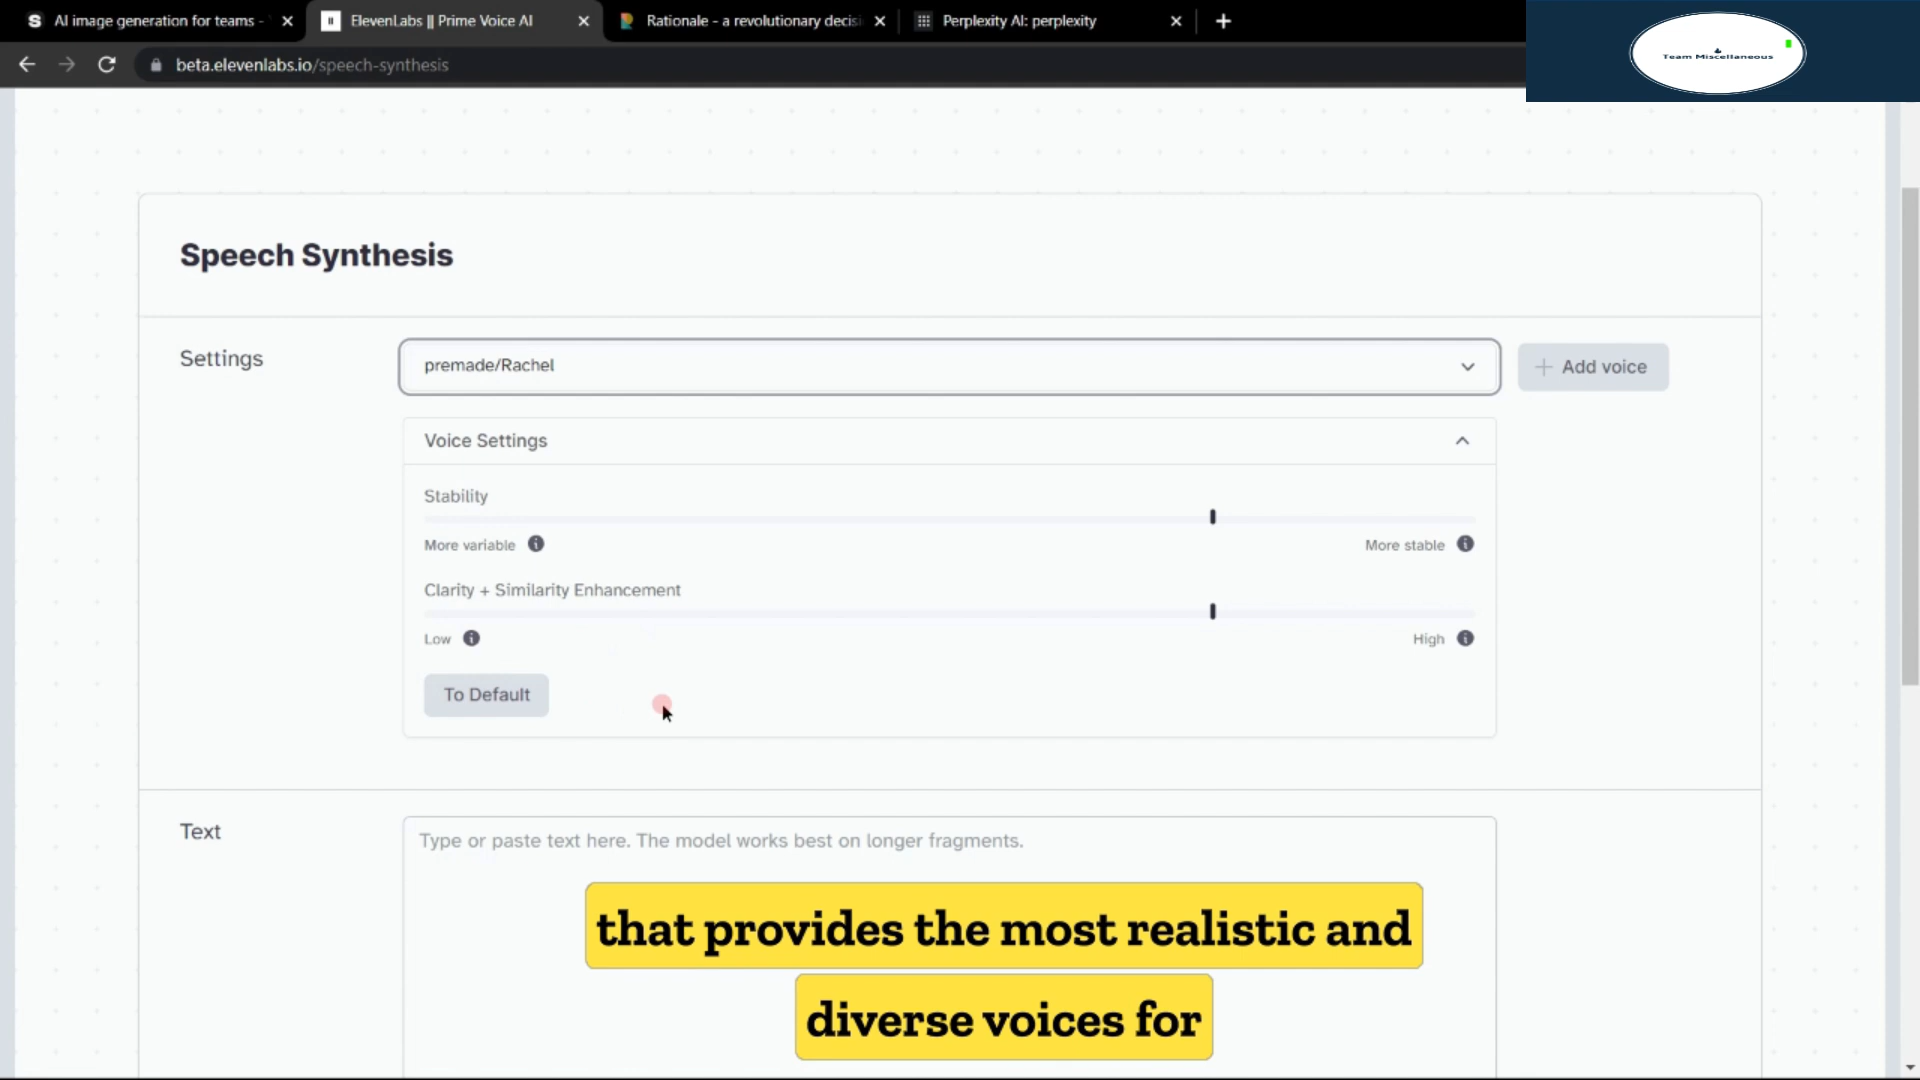 AI image generation for teams -
ElevenLabs || Prime Voice AI
Rationale - a revolutionary decisi
Perplexity AI: perplexity
beta.elevenlabs.io/speech-synthesis
Team Miscellaneous
Speech Synthesis
Settings
premade/Rachel
+ Add voice
Voice Settings
Stability
More variable
More stable
Clarity + Similarity Enhancement
Low
High
To Default
Text
Type or paste text here. The model works best on longer fragments.
that provides the most realistic and
diverse voices for